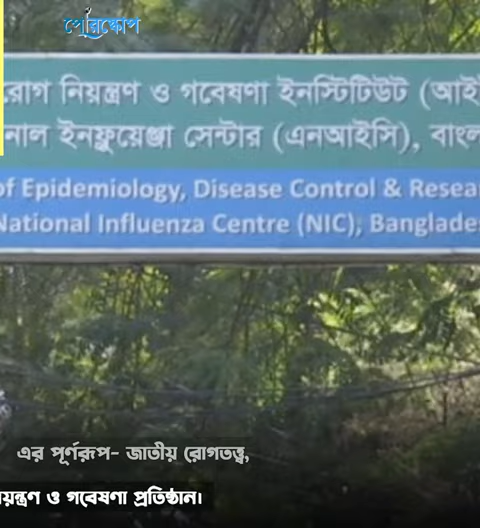 পেরিস্কোপ
রোগ নিয়ন্ত্রণ ও গবেষণা ইনস্টিটিউট (আই
নাল ইনফ্লুয়েঞ্জা সেন্টার (এনআইসি), বাংল
of Epidemiology, Disease Control & Resea
National Influenza Centre (NIC), Banglade
এর পূর্ণরূপ- জাতীয় রোগতত্ত্ব,
য়ন্ত্রণ ও গবেষণা প্রতিষ্ঠান।